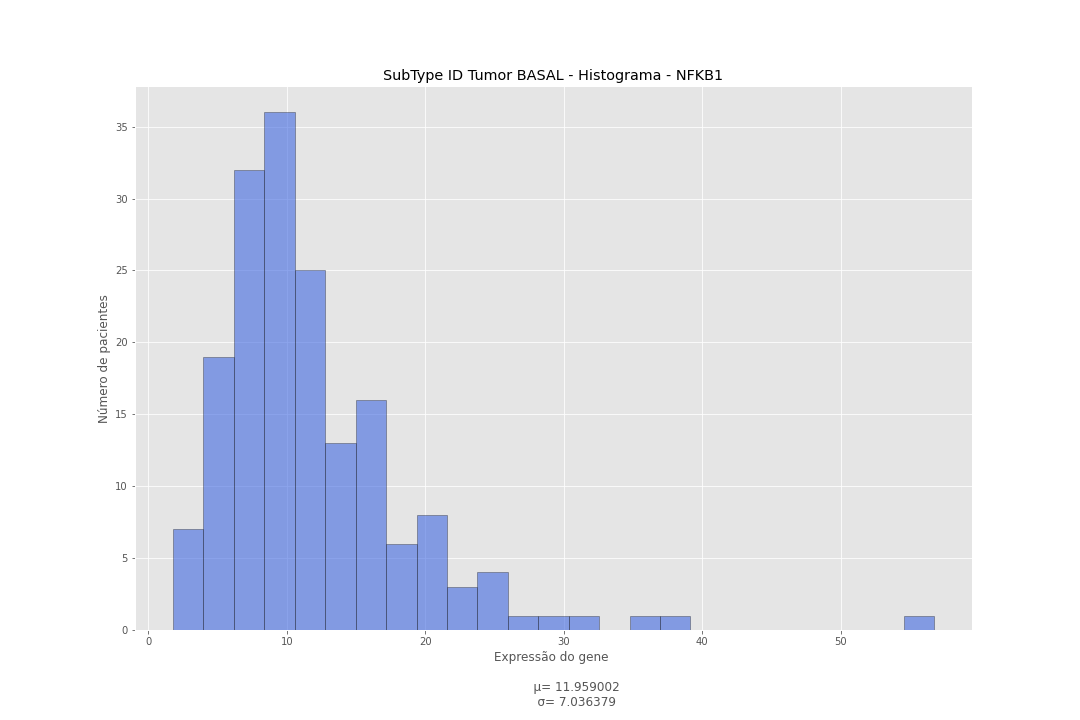 SubType ID Tumor BASAL - Histograma - NFKB1
35
30
25
20
15
10
5
0
Número de pacientes
0 10 20 30 40 50
Expressão do gene
μ= 11.959002
σ= 7.036379